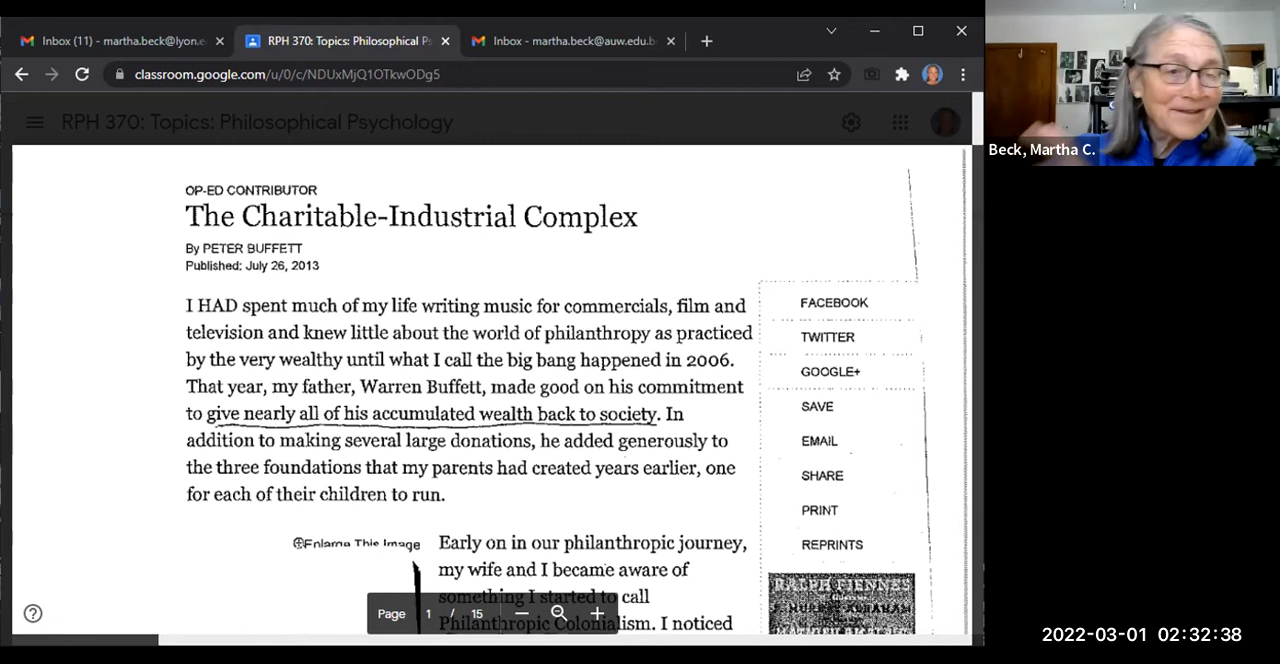 Inbox (11) - martha.beck@lyon.e
RPH 370: Topics: Philosophical Ps
Inbox - martha.beck@auw.edu.b
classroom.google.com/u/0/c/NDUxMjQ1OTkwODg5
RPH 370: Topics: Philosophical Psychology
Beck, Martha C.
OP-ED CONTRIBUTOR
The Charitable-Industrial Complex
By PETER BUFFETT
Published: July 26, 2013
I HAD spent much of my life writing music for commercials, film and
television and knew little about the world of philanthropy as practiced
by the very wealthy until what I call the big bang happened in 2006.
That year, my father, Warren Buffett, made good on his commitment
to give nearly all of his accumulated wealth back to society. In
addition to making several large donations, he added generously to
the three foundations that my parents had created years earlier, one
for each of their children to run.
Enlarge This Image
Early on in our philanthropic journey,
my wife and I became aware of
something I started to call
Philanthropic Colonialism. I noticed
FACEBOOK
TWITTER
GOOGLE+
SAVE
EMAIL
SHARE
PRINT
REPRINTS
RALPH FIENNES
F. MURRAY ABRAHAM
Page 1 / 15
2022-03-01 02:32:38